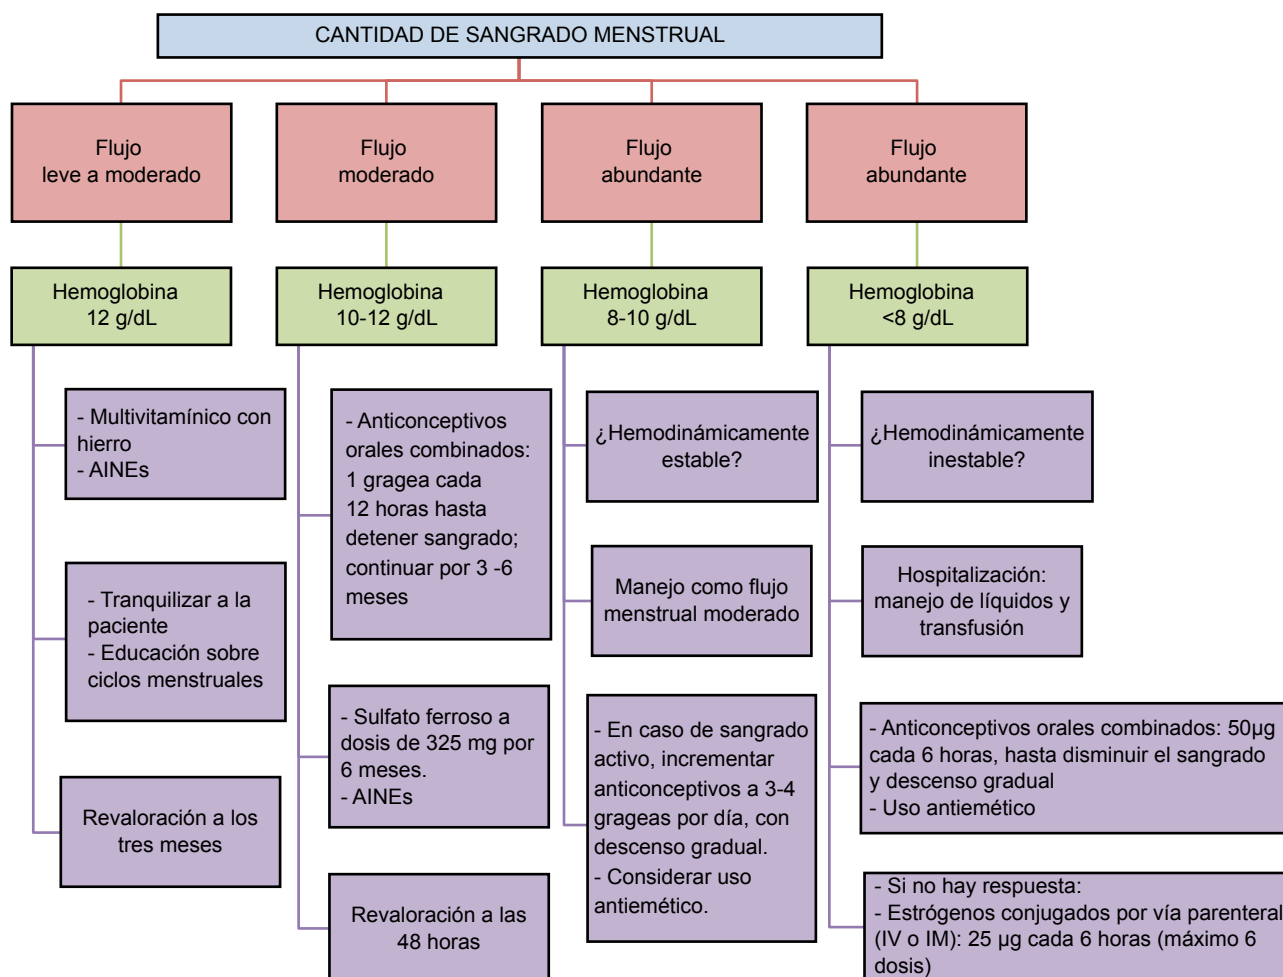 CANTIDAD DE SANGRADO MENSTRUAL
Flujo
leve a moderado
Flujo
moderado
Flujo
abundante
Flujo
abundante
Hemoglobina
12 g/dL
Hemoglobina
10-12 g/dL
Hemoglobina
8-10 g/dL
Hemoglobina
<8 g/dL
- Multivitamínico con
hierro
- AINEs
- Tranquilizar a la
paciente
- Educación sobre
ciclos menstruales
Revaloración a los
tres meses
- Anticonceptivos
orales combinados:
1 gragea cada
12 horas hasta
detener sangrado;
continuar por 3 -6
meses
- Sulfato ferroso a
dosis de 325 mg por
6 meses.
- AINEs
Revaloración a las
48 horas
¿Hemodinámicamente
estable?
Manejo como flujo
menstrual moderado
- En caso de sangrado
activo, incrementar
anticonceptivos a 3-4
grageas por día, con
descenso gradual.
- Considerar uso
antiemético.
¿Hemodinámicamente
inestable?
Hospitalización:
manejo de líquidos y
transfusión
- Anticonceptivos orales combinados: 50µg
cada 6 horas, hasta disminuir el sangrado
y descenso gradual
- Uso antiemético
- Si no hay respuesta:
- Estrógenos conjugados por vía parenteral
(IV o IM): 25 µg cada 6 horas (máximo 6
dosis)